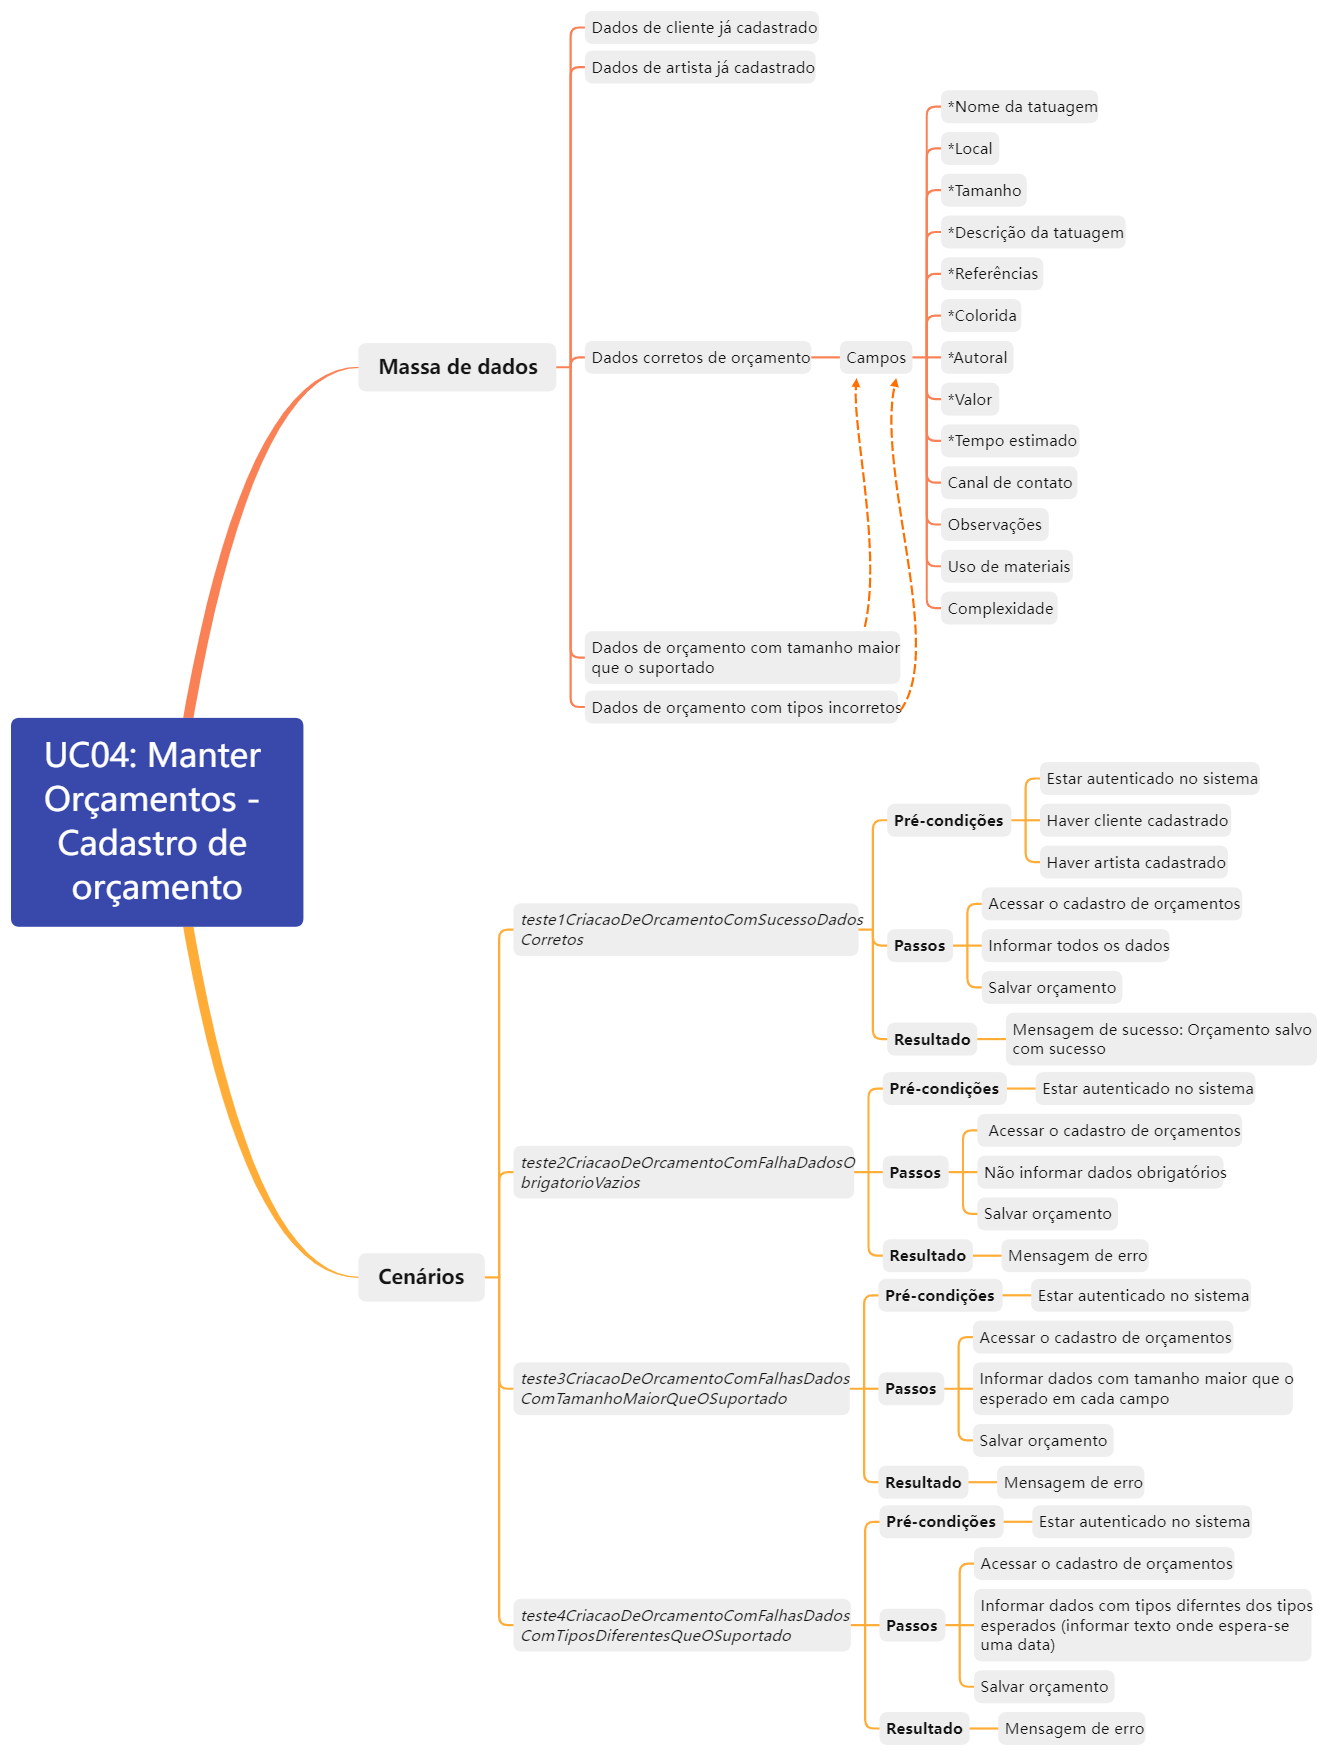 UC04: Manter
Orçamentos -
Cadastro de
orçamento
Massa de dados
Dados de cliente já cadastrado
Dados de artista já cadastrado
Dados corretos de orçamento
Campos
*Nome da tatuagem
*Local
*Tamanho
*Descrição da tatuagem
*Referências
*Colorida
*Autoral
*Valor
*Tempo estimado
Canal de contato
Observações
Uso de materiais
Complexidade
Dados de orçamento com tamanho maior
que o suportado
Dados de orçamento com tipos incorretos
Cenários
teste1CriacaoDeOrcamentoComSucessoDados
Corretos
Pré-condições
Estar autenticado no sistema
Haver cliente cadastrado
Haver artista cadastrado
Passos
Acessar o cadastro de orçamentos
Informar todos os dados
Salvar orçamento
Resultado
Mensagem de sucesso: Orçamento salvo
com sucesso
teste2CriacaoDeOrcamentoComFalhaDadosO
brigatorioVazios
Pré-condições
Estar autenticado no sistema
Passos
Acessar o cadastro de orçamentos
Não informar dados obrigatórios
Salvar orçamento
Resultado
Mensagem de erro
teste3CriacaoDeOrcamentoComFalhasDados
ComTamanhoMaiorQueOSuportado
Pré-condições
Estar autenticado no sistema
Passos
Acessar o cadastro de orçamentos
Informar dados com tamanho maior que o
esperado em cada campo
Salvar orçamento
Resultado
Mensagem de erro
teste4CriacaoDeOrcamentoComFalhasDados
ComTiposDiferentesQueOSuportado
Pré-condições
Estar autenticado no sistema
Passos
Acessar o cadastro de orçamentos
Informar dados com tipos diferntes dos tipos
esperados (informar texto onde espera-se
uma data)
Salvar orçamento
Resultado
Mensagem de erro